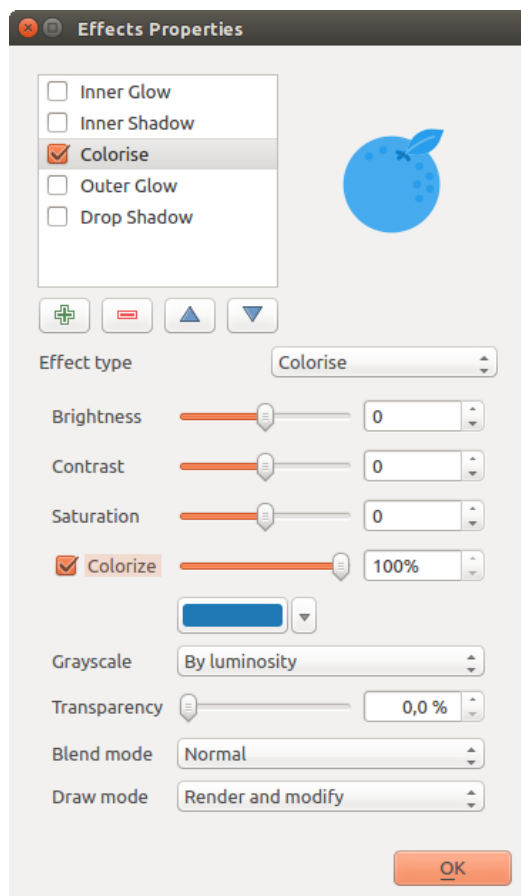 Effects Properties
Inner Glow
Inner Shadow
Colorise
Outer Glow
Drop Shadow
Effect type Colorise
Brightness 0
Contrast 0
Saturation 0
Colorize 100%
Grayscale By luminosity
Transparency 0,0 %
Blend mode Normal
Draw mode Render and modify
OK